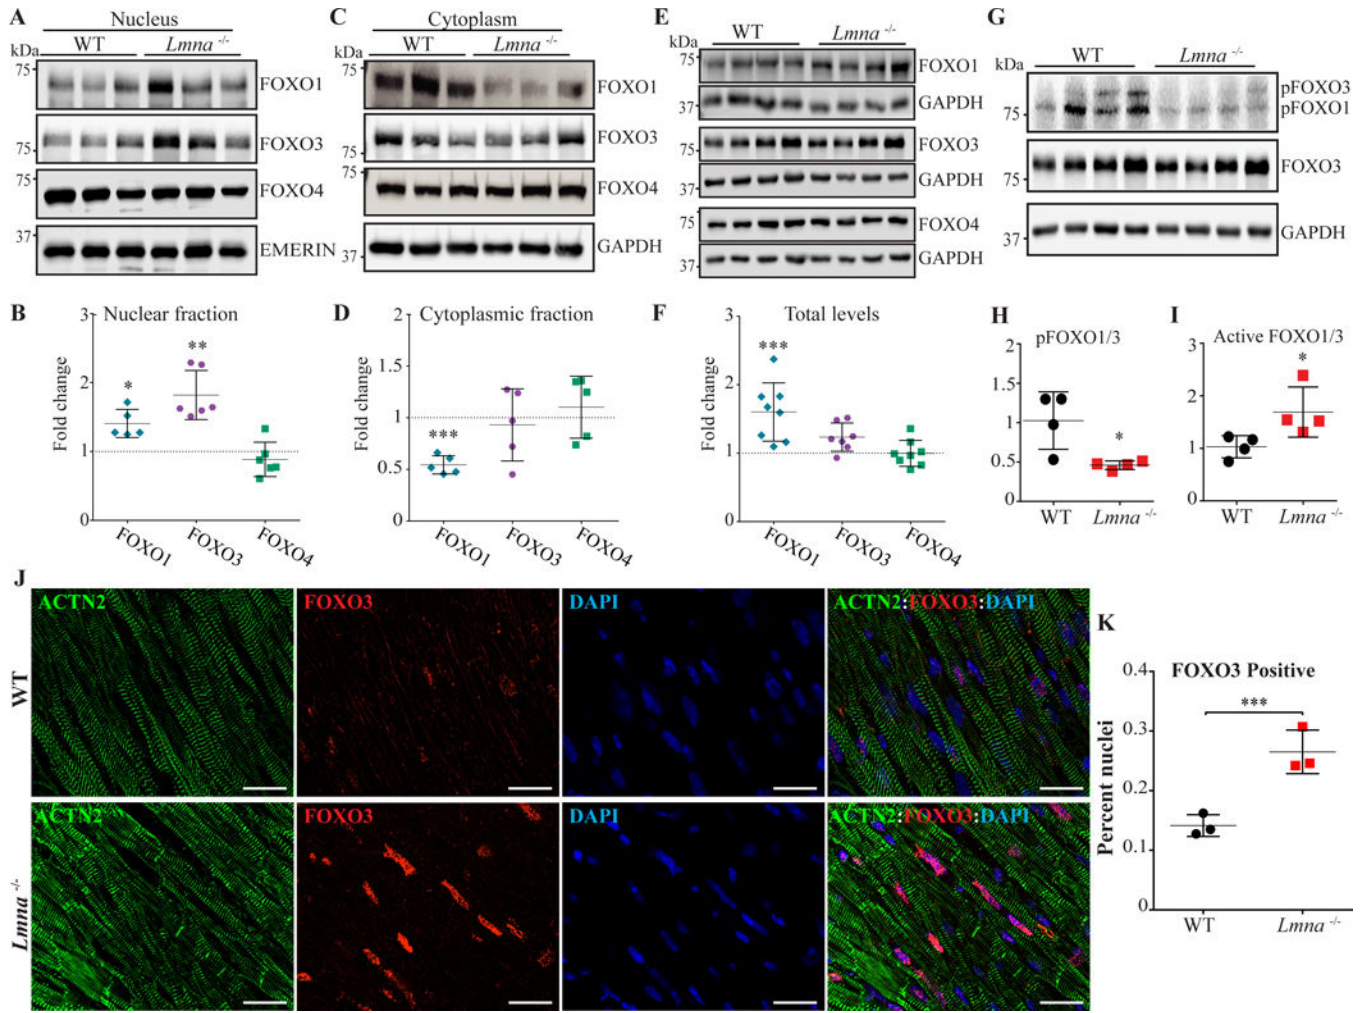 A
Nucleus
WT
Lmna -/-
kDa
75
FOXO1
75
FOXO3
FOXO4
37
EMERIN
C
Cytoplasm
WT
Lmna -/-
kDa
75
FOXO1
75
FOXO3
75
FOXO4
37
GAPDH
E
WT
Lmna -/-
kDa
75
FOXO1
37
GAPDH
75
FOXO3
37
GAPDH
75
FOXO4
37
GAPDH
G
kDa
WT
Lmna -/-
75
pFOXO3
pFOXO1
75
FOXO3
37
GAPDH
B
Nuclear fraction
Fold change
3
2
1
0
*
**
FOXO1
FOXO3
FOXO4
D
Cytoplasmic fraction
Fold change
2
1.5
1
0.5
0
***
FOXO1
FOXO3
FOXO4
F
Total levels
Fold change
3
2
1
0
***
FOXO1
FOXO3
FOXO4
H
pFOXO1/3
2
1.5
1
0.5
0
*
WT
Lmna -/-
I
Active FOXO1/3
3
2
1
0
*
WT
Lmna -/-
J
WT
ACTN2
FOXO3
DAPI
ACTN2:FOXO3:DAPI
Lmna -/-
ACTN2
FOXO3
DAPI
ACTN2:FOXO3:DAPI
K
FOXO3 Positive
Percent nuclei
0.4
0.3
0.2
0.1
0
***
WT
Lmna -/-